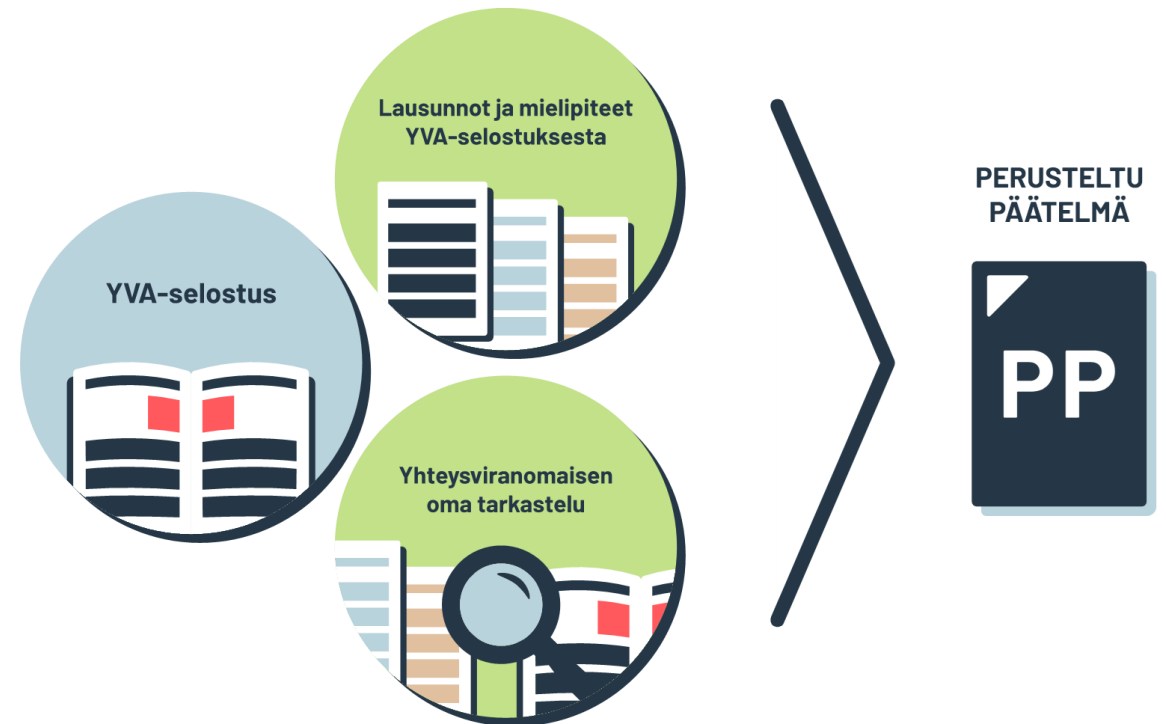 Lausunnot ja mielipiteet
YVA-selostuksesta
YVA-selostus
Yhteysviranomaisen
oma tarkastelu
PERUSTELTU
PÄÄTELMÄ
PP